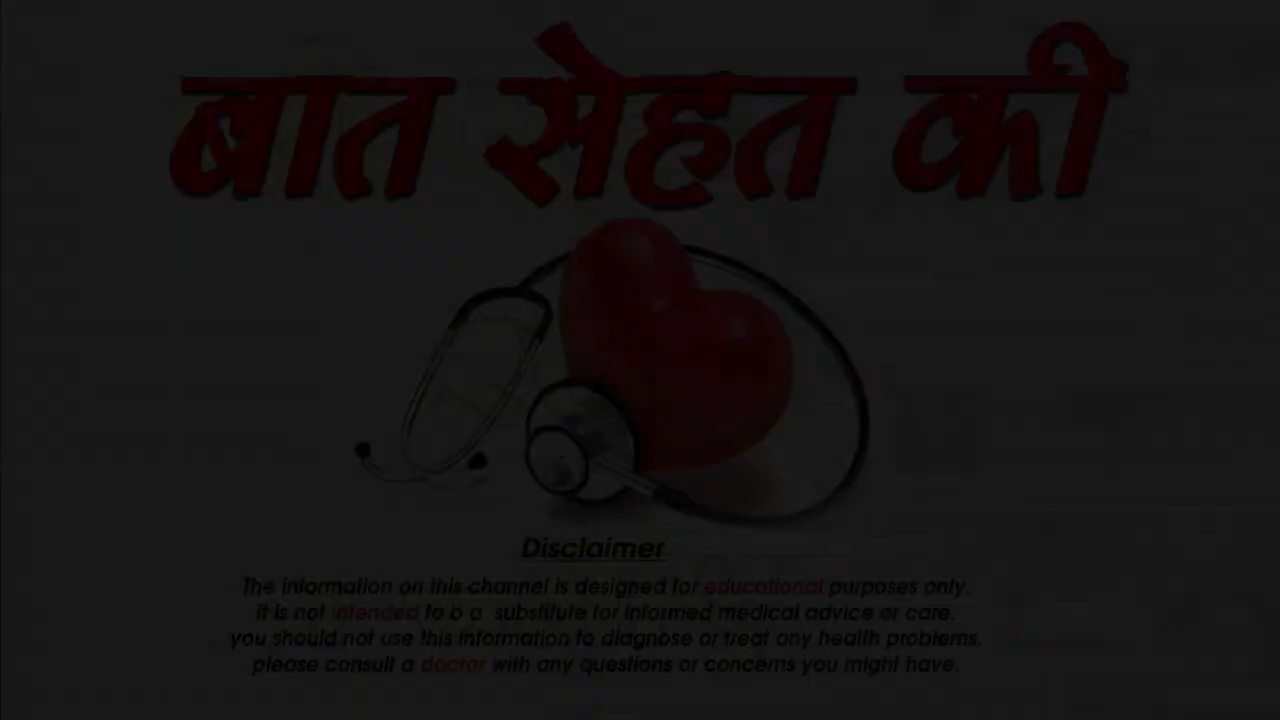 बात सेहत की
Disclaimer
The information on this channel is designed for educational purposes only.
it is not intended to b a substitute for informed medical advice or care.
you should not use this information to diagnose or treat any health problems.
please consult a doctor with any questions or concerns you might have.